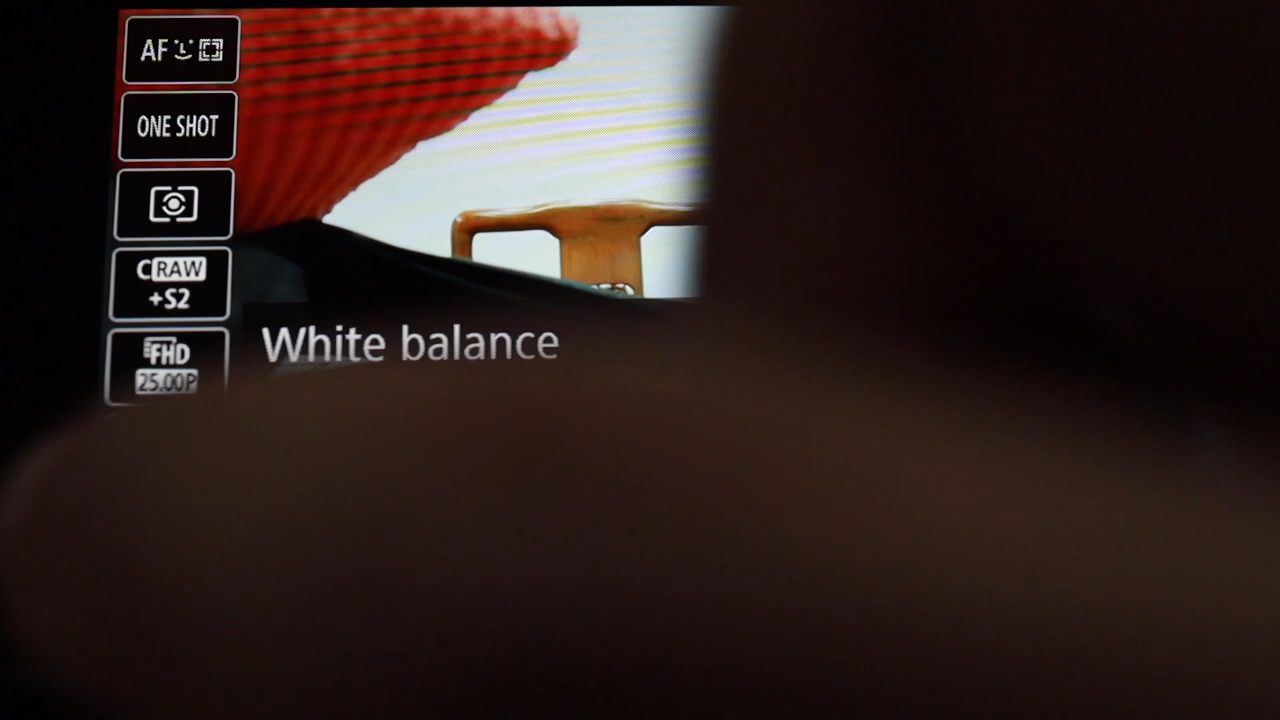 AF
ONE SHOT
CRAW
+S2
FHD
25.00P
White balance